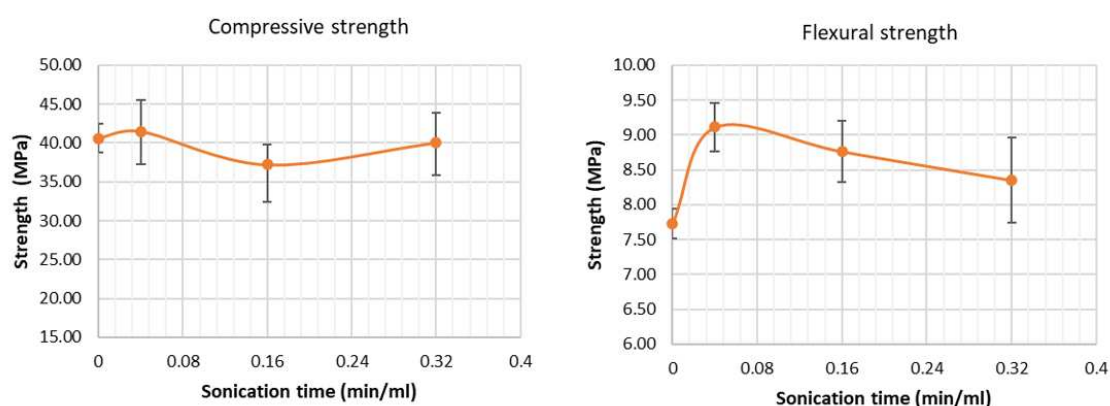 Compressive strength
50.00
45.00
40.00
35.00
30.00
25.00
20.00
15.00
Strength (MPa)
0 0.08 0.16 0.24 0.32 0.4
Sonication time (min/ml)
Flexural strength
10.00
9.50
9.00
8.50
8.00
7.50
7.00
6.50
6.00
Strength (MPa)
0 0.08 0.16 0.24 0.32 0.4
Sonication time (min/ml)